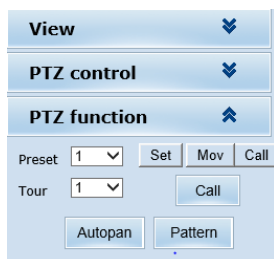 View
PTZ control
PTZ function
Preset 1 Set Mov Call
Tour 1 Call
Autopan Pattern